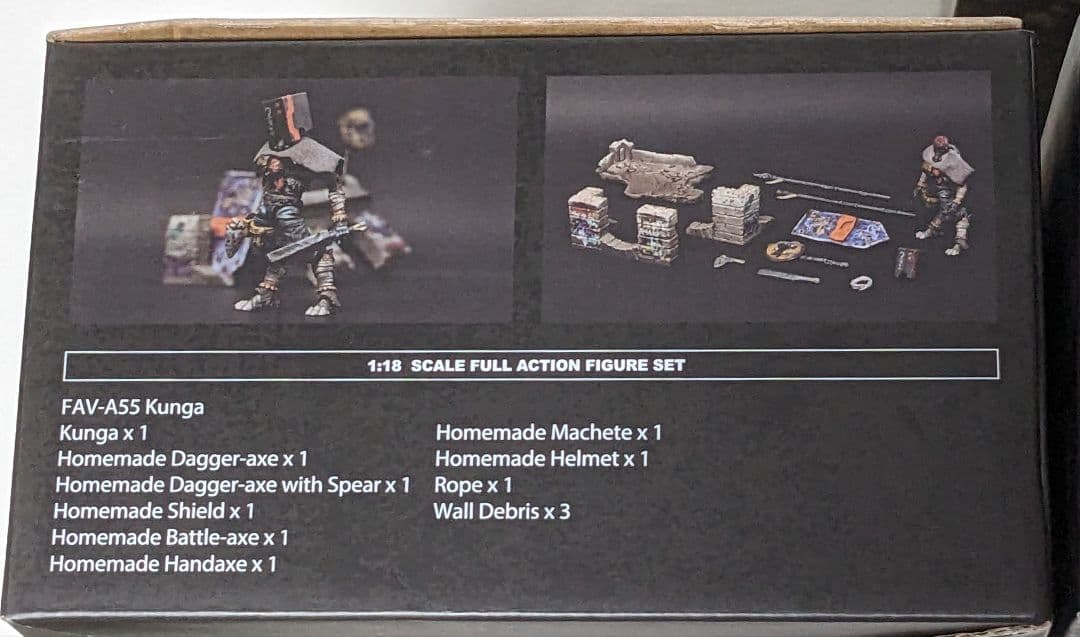 1:18 SCALE FULL ACTION FIGURE SET
FAV-A55 Kunga
Kunga x 1
Homemade Dagger-axe x 1
Homemade Dagger-axe with Spear x 1
Homemade Shield x 1
Homemade Battle-axe x 1
Homemade Handaxe x 1
Homemade Machete x 1
Homemade Helmet x 1
Rope x 1
Wall Debris x 3